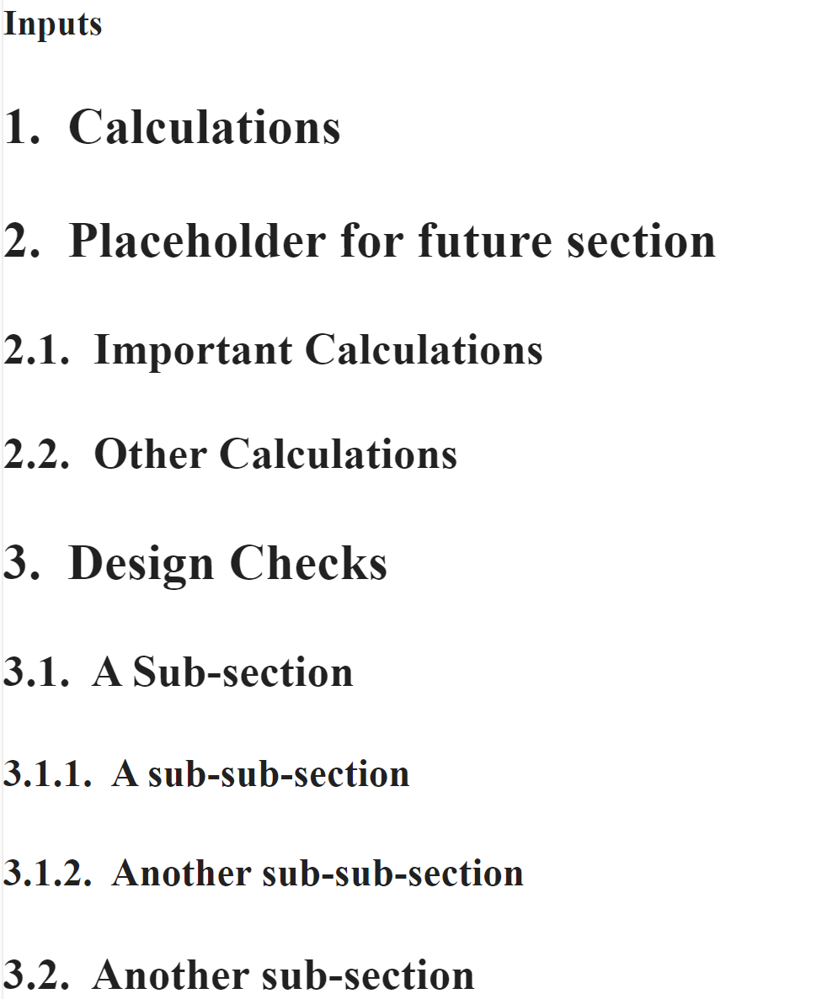 Inputs
1. Calculations
2. Placeholder for future section
2.1. Important Calculations
2.2. Other Calculations
3. Design Checks
3.1. A Sub-section
3.1.1. A sub-sub-section
3.1.2. Another sub-sub-section
3.2. Another sub-section